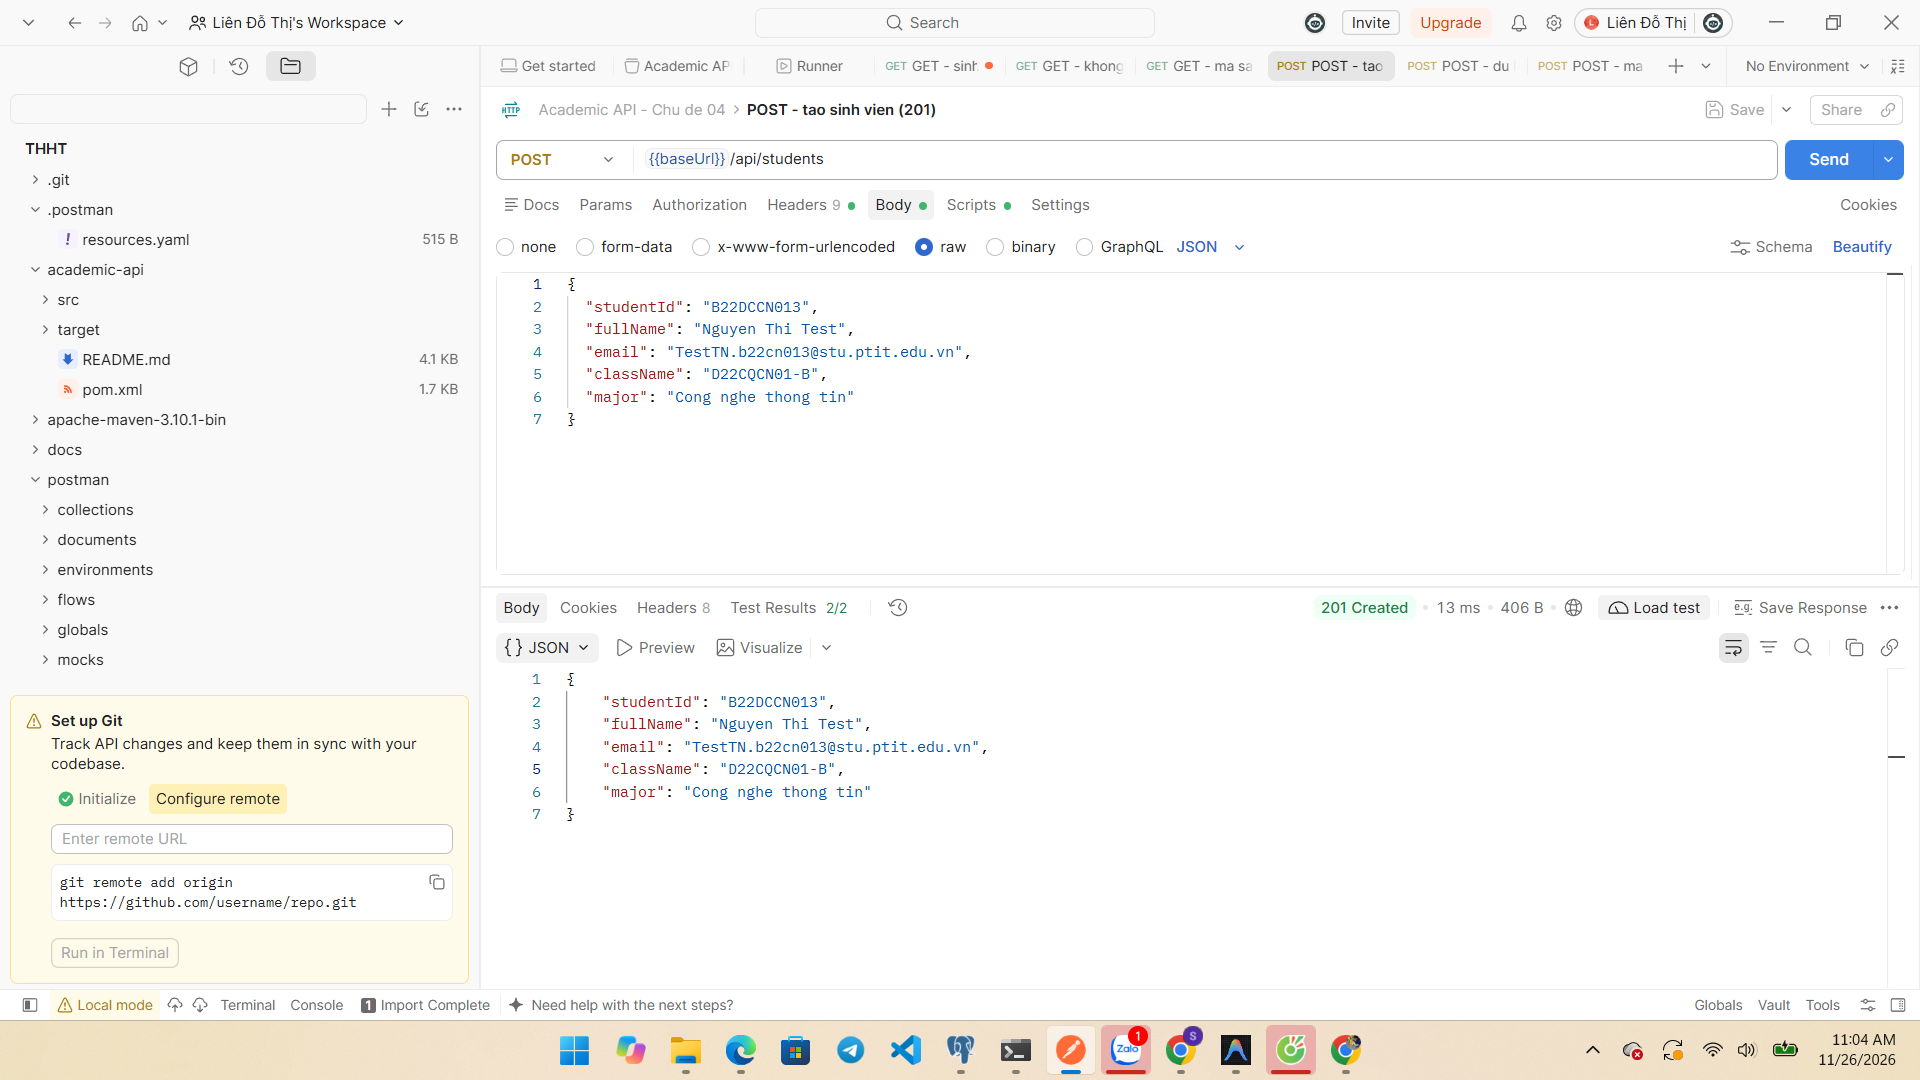 Liên Đỗ Thị's Workspace
Search
Invite
Upgrade
Liên Đỗ Thị
Get started
Academic AP
Runner
GET GET - sinh
GET GET - khong
GET GET - ma sa
POST POST - tao
POST POST - du
POST POST - ma
No Environment
HTTP Academic API - Chu de 04 > POST - tao sinh vien (201)
Save
Share
THHT
.git
.postman
! resources.yaml 515 B
academic-api
src
target
README.md 4.1 KB
pom.xml 1.7 KB
apache-maven-3.10.1-bin
docs
postman
collections
documents
environments
flows
globals
mocks
Set up Git
Track API changes and keep them in sync with your
codebase.
Initialize Configure remote
Enter remote URL
git remote add origin
https://github.com/username/repo.git
Run in Terminal
POST {{baseUrl}} /api/students
Send
Docs Params Authorization Headers 9 Body Scripts Settings Cookies
none form-data x-www-form-urlencoded raw binary GraphQL JSON Schema Beautify
1 {
2 "studentId": "B22DCCN013",
3 "fullName": "Nguyen Thi Test",
4 "email": "TestTN.b22cn013@stu.ptit.edu.vn",
5 "className": "D22CQCN01-B",
6 "major": "Cong nghe thong tin"
7 }
Body Cookies Headers 8 Test Results 2/2 201 Created 13 ms 406 B Load test e.g. Save Response
{} JSON Preview Visualize
1 {
2 "studentId": "B22DCCN013",
3 "fullName": "Nguyen Thi Test",
4 "email": "TestTN.b22cn013@stu.ptit.edu.vn",
5 "className": "D22CQCN01-B",
6 "major": "Cong nghe thong tin"
7 }
Local mode Terminal Console 1 Import Complete Need help with the next steps? Globals Vault Tools
Zalo 1
S
11:04 AM
11/26/2026